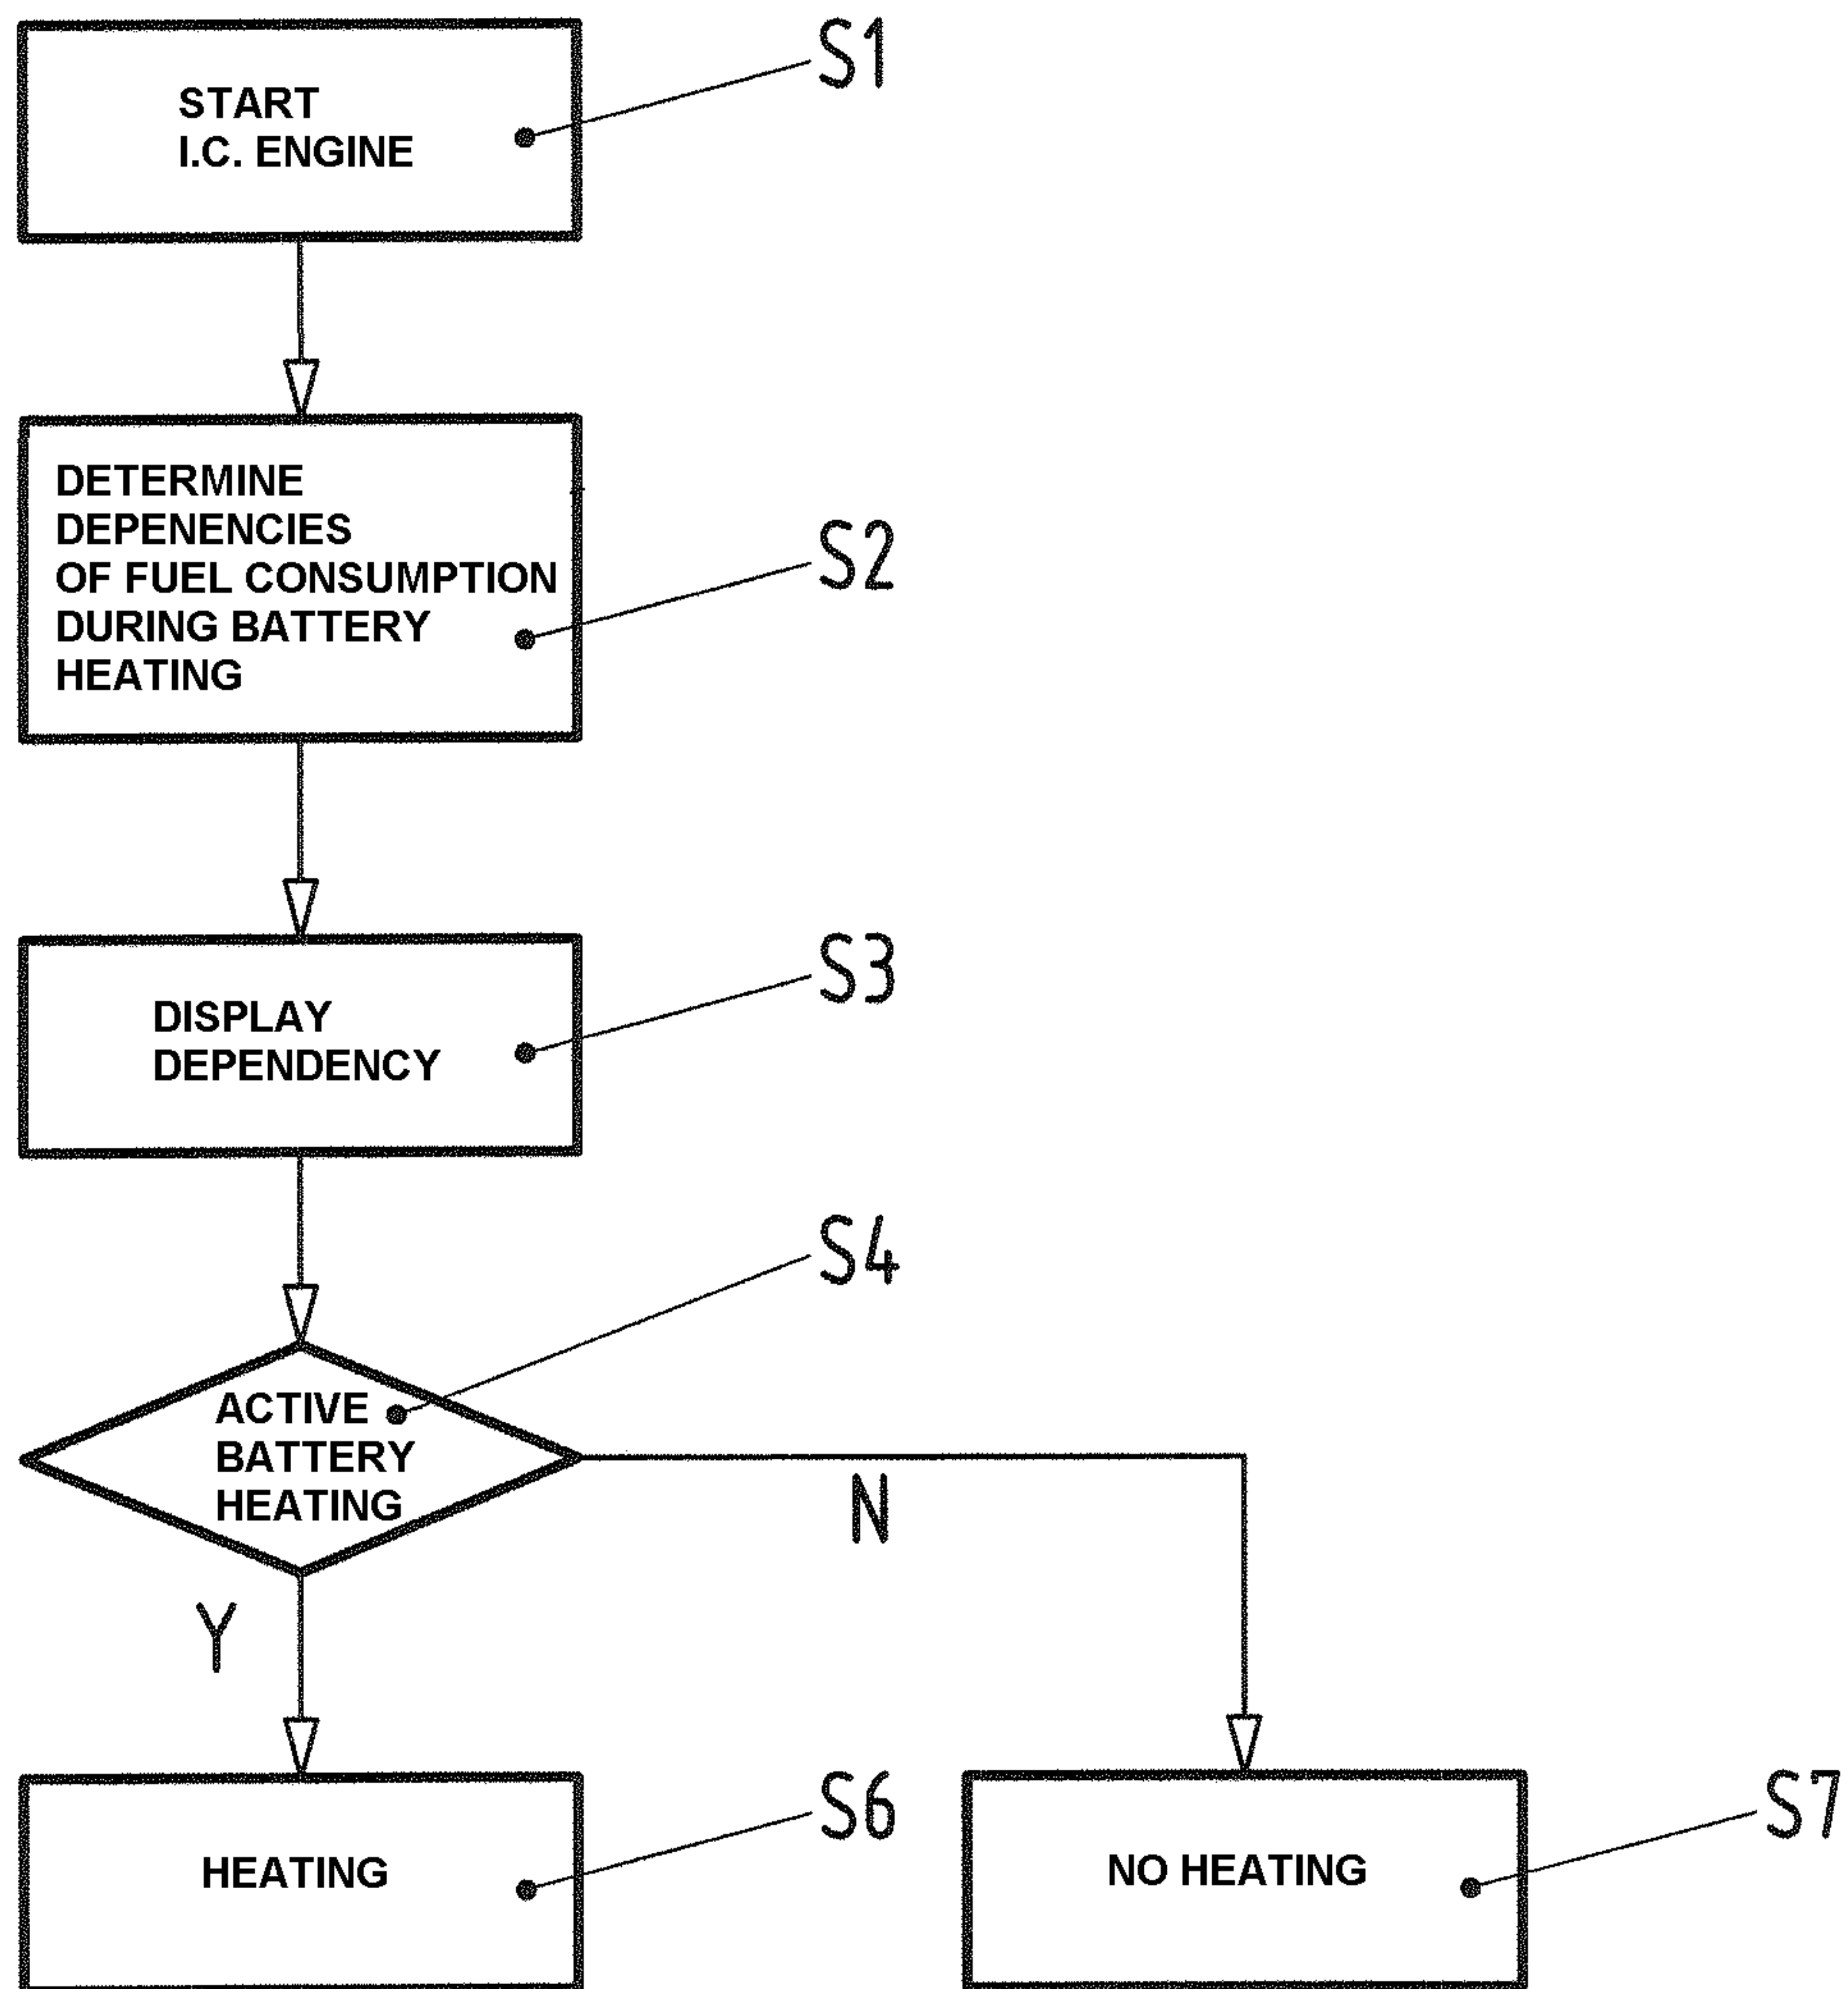 START
I.C. ENGINE
S1
DETERMINE
DEPENENCIES
OF FUEL CONSUMPTION
DURING BATTERY
HEATING
S2
DISPLAY
DEPENDENCY
S3
ACTIVE
BATTERY
HEATING
S4
N
Y
HEATING
S6
NO HEATING
S7